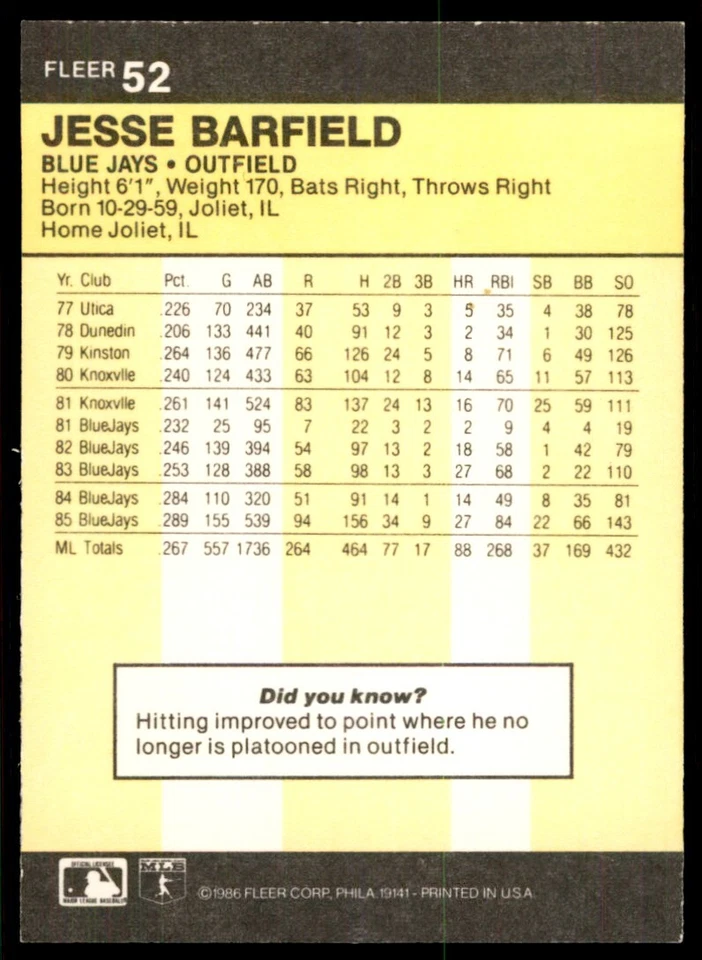 FLEER 52
JESSE BARFIELD
BLUE JAYS • OUTFIELD
Height 6'1", Weight 170, Bats Right, Throws Right
Born 10-29-59, Joliet, IL
Home Joliet, IL
Yr. Club Pct. G AB R H 2B 3B HR RBI SB BB SO
77 Utica .226 70 234 37 53 9 3 5 35 4 38 78
78 Dunedin .206 133 441 40 91 12 3 2 34 1 30 125
79 Kinston .264 136 477 66 126 24 5 8 71 6 49 126
80 Knoxvlle .240 124 433 63 104 12 8 14 65 11 57 113
81 Knoxvlle .261 141 524 83 137 24 13 16 70 25 59 111
81 BlueJays .232 25 95 7 22 3 2 2 9 4 4 19
82 BlueJays .246 139 394 54 97 13 2 18 58 1 42 79
83 BlueJays .253 128 388 58 98 13 3 27 68 2 22 110
84 BlueJays .284 110 320 51 91 14 1 14 49 8 35 81
85 BlueJays .289 155 539 94 156 34 9 27 84 22 66 143
ML Totals .267 557 1736 264 464 77 17 88 268 37 169 432
Did you know?
Hitting improved to point where he no
longer is platooned in outfield.
OFFICIAL LICENSEE
MAJOR LEAGUE BASEBALL
MLB
©1986 FLEER CORP., PHILA. 19141 - PRINTED IN U.S.A.